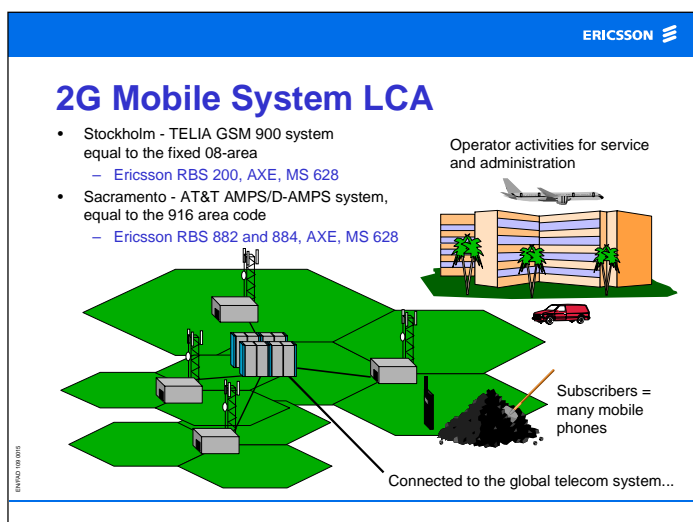 ERICSSON
2G Mobile System LCA
• Stockholm - TELIA GSM 900 system
equal to the fixed 08-area
– Ericsson RBS 200, AXE, MS 628
• Sacramento - AT&T AMPS/D-AMPS system,
equal to the 916 area code
– Ericsson RBS 882 and 884, AXE, MS 628
Operator activities for service
and administration
Subscribers =
many mobile
phones
Connected to the global telecom system...